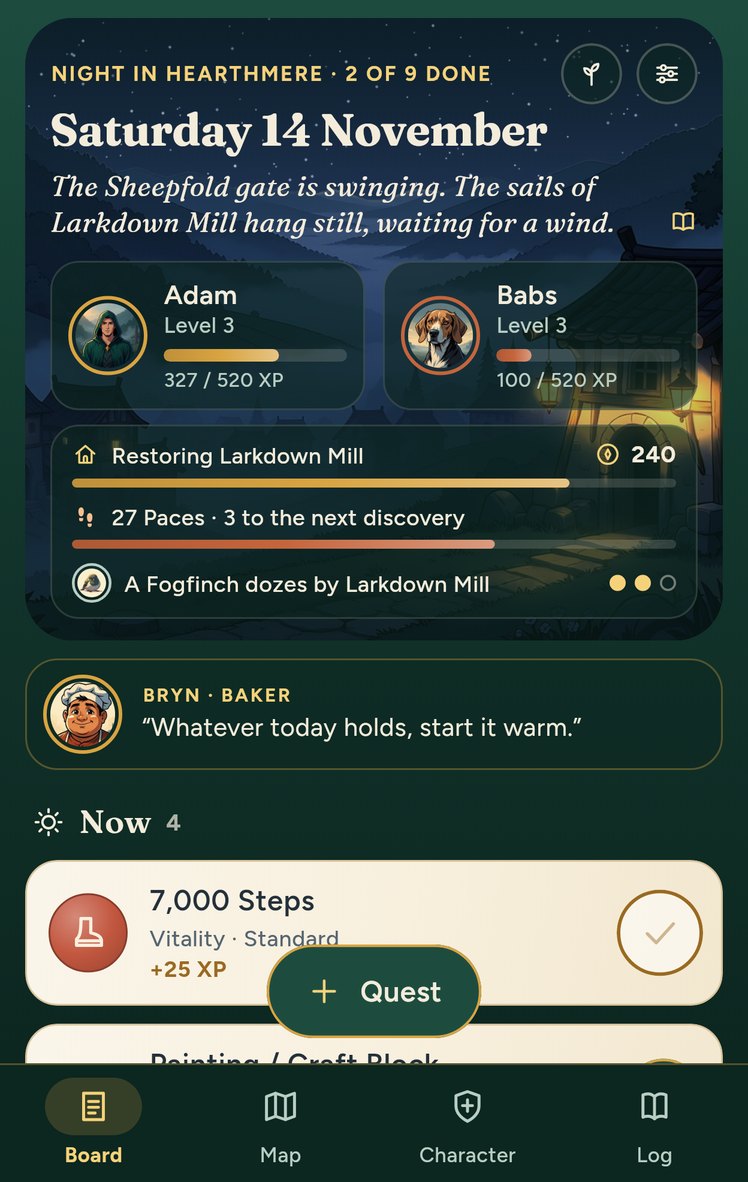 NIGHT IN HEARTHMERE · 2 OF 9 DONE
Saturday 14 November
The Sheepfold gate is swinging. The sails of
Larkdown Mill hang still, waiting for a wind.
Adam
Level 3
327 / 520 XP
Babs
Level 3
100 / 520 XP
Restoring Larkdown Mill
240
27 Paces · 3 to the next discovery
A Fogfinch dozes by Larkdown Mill
BRYN · BAKER
“Whatever today holds, start it warm.”
Now 4
7,000 Steps
Vitality · Standard
+25 XP
+ Quest
Painting / Craft Block
Board
Map
Character
Log